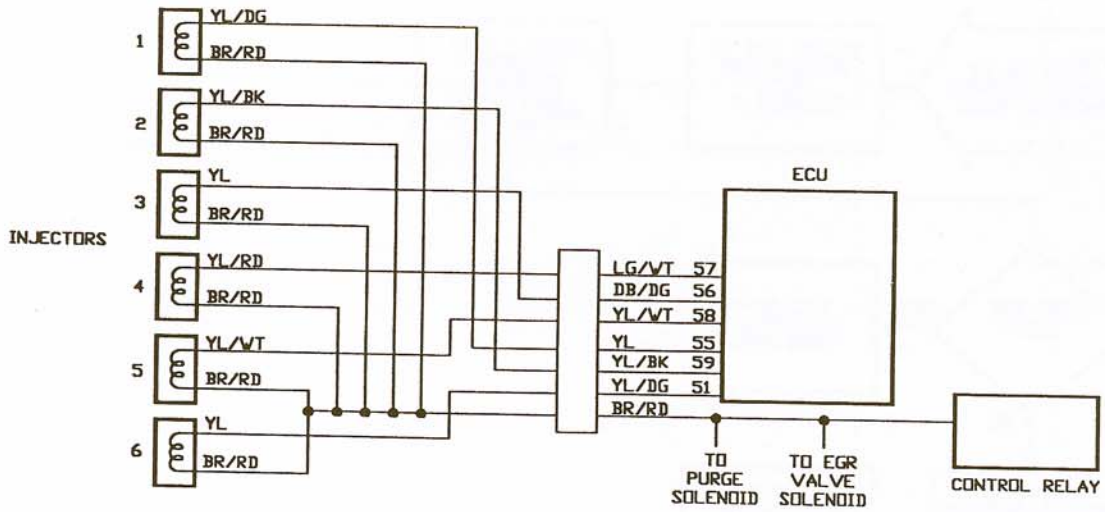 YL/DG
1
BR/RD
YL/BK
2
BR/RD
YL
3
BR/RD
INJECTORS
YL/RD
4
BR/RD
YL/WT
5
BR/RD
YL
6
BR/RD
ECU
LG/WT 57
DB/DG 56
YL/WT 58
YL 55
YL/BK 59
YL/DG 51
BR/RD
TO
PURGE
SOLENOID
TO EGR
VALVE
SOLENOID
CONTROL RELAY